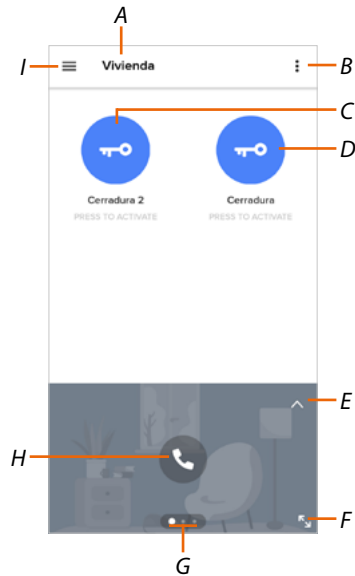 A
I
Vivienda
B
C
D
Cerradura 2
Cerradura
PRESS TO ACTIVATE
PRESS TO ACTIVATE
E
H
F
G